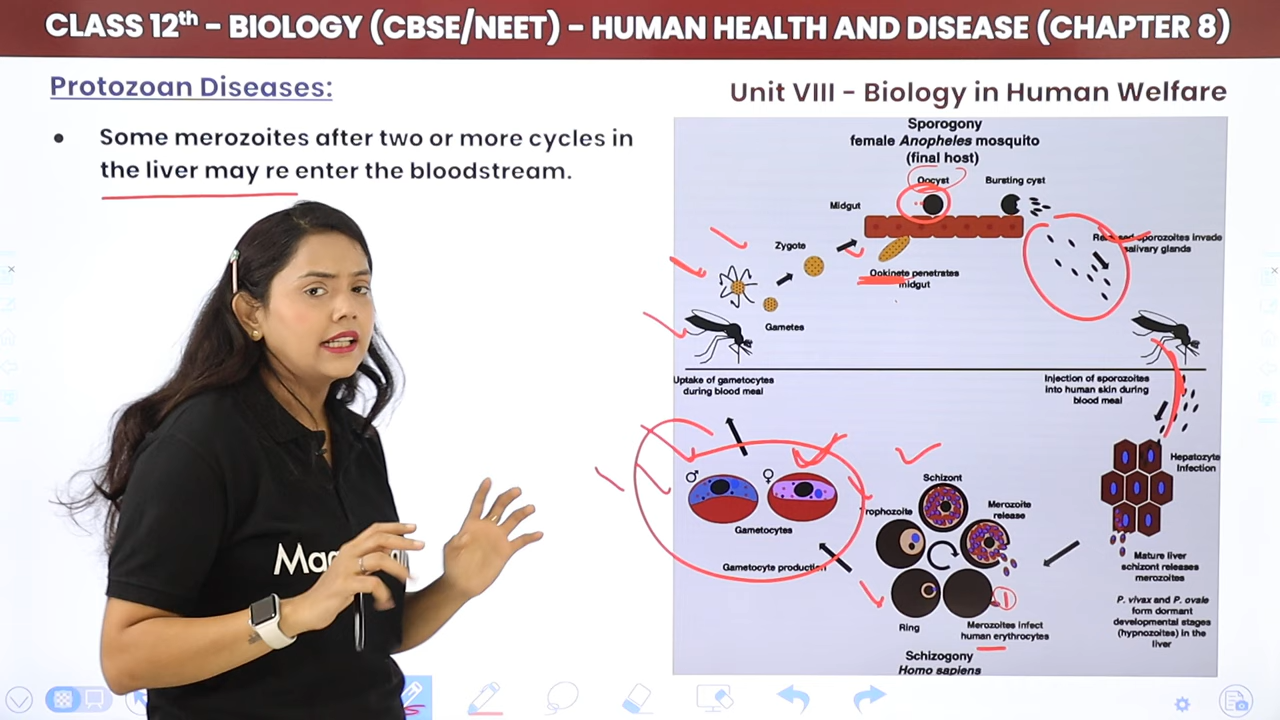 CLASS 12th – BIOLOGY (CBSE/NEET) – HUMAN HEALTH AND DISEASE (CHAPTER 8)
Protozoan Diseases:
Unit VIII – Biology in Human Welfare
● Some merozoites after two or more cycles in
the liver may re enter the bloodstream.
Sporogony
female Anopheles mosquito
(final host)
Oocyst
Bursting cyst
Midgut
Zygote
Ookinete penetrates
midgut
sporozoites invade
salivary glands
Gametes
Uptake of gametocytes
during blood meal
Injection of sporozoites
into human skin during
blood meal
Hepatozyte
Infection
♂
♀
Gametocytes
Gametocyte production
Schizont
Trophozoite
Merozoite
release
Ring
Merozoites infect
human erythrocytes
Mature liver
schizont releases
merozoites
P. vivax and P. ovale
form dormant
developmental stages
(hypnozoites) in the
liver
Schizogony
Homo sapiens